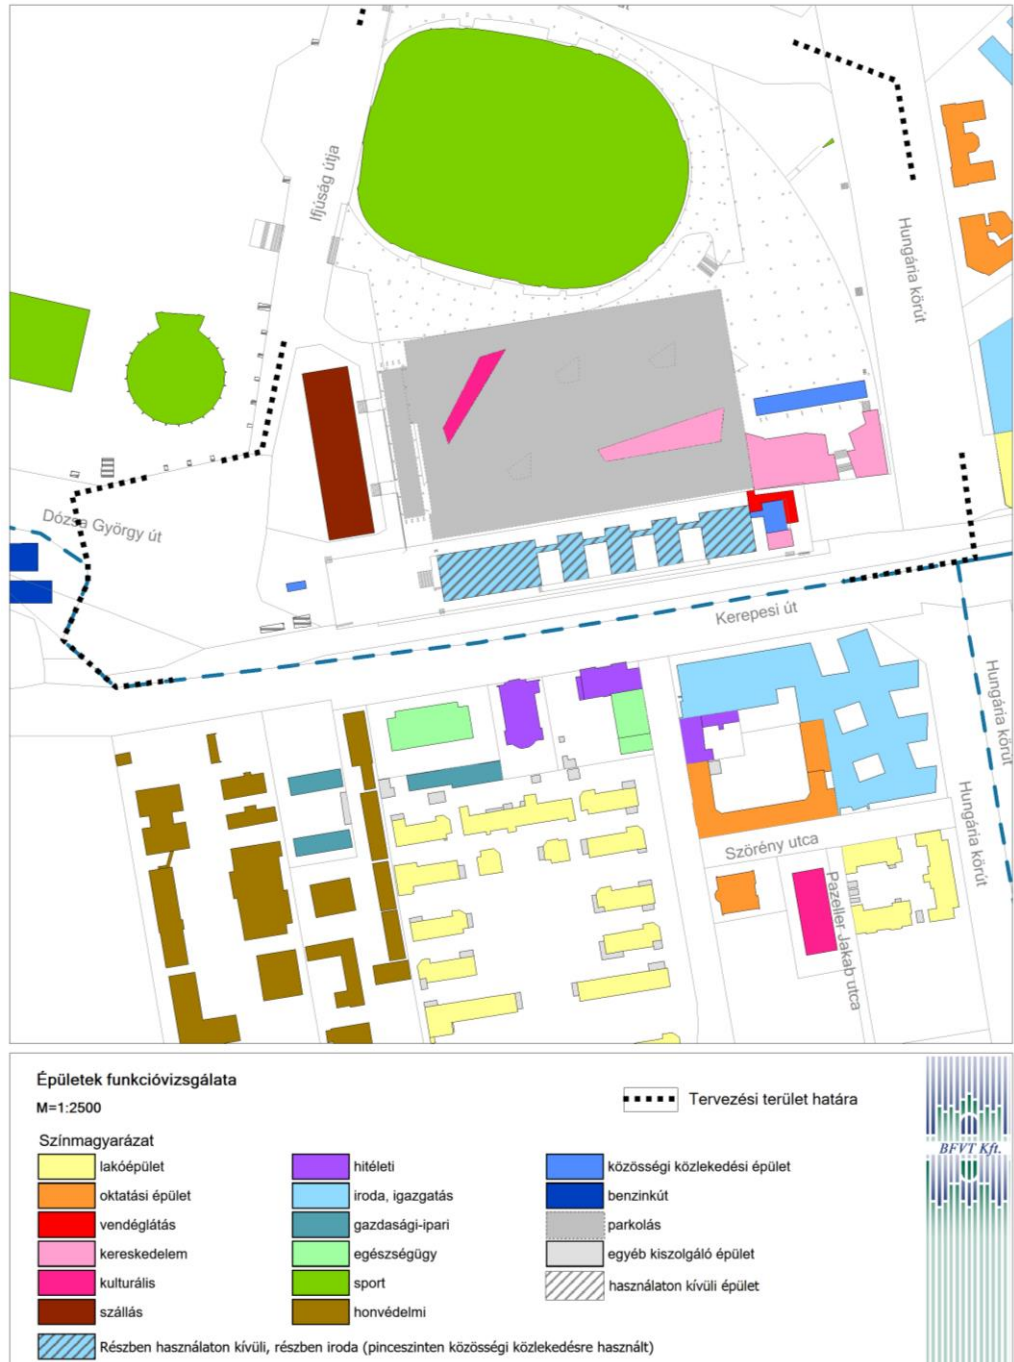 Ifjúság útja
Hungária körút
Dózsa György út
Kerepesi út
Hungária körút
Hungária körút
Szörény utca
Pazeller Jakab utca
Épületek funkcióvizsgálata
M=1:2500
Tervezési terület határa
Színmagyarázat
lakóépület
oktatási épület
vendéglátás
kereskedelem
kulturális
szállás
hitéleti
iroda, igazgatás
gazdasági-ipari
egészségügy
sport
honvédelmi
közösségi közlekedési épület
benzinkút
parkolás
egyéb kiszolgáló épület
használaton kívüli épület
Részben használaton kívüli, részben iroda (pinceszinten közösségi közlekedésre használt)
BFVT Kft.